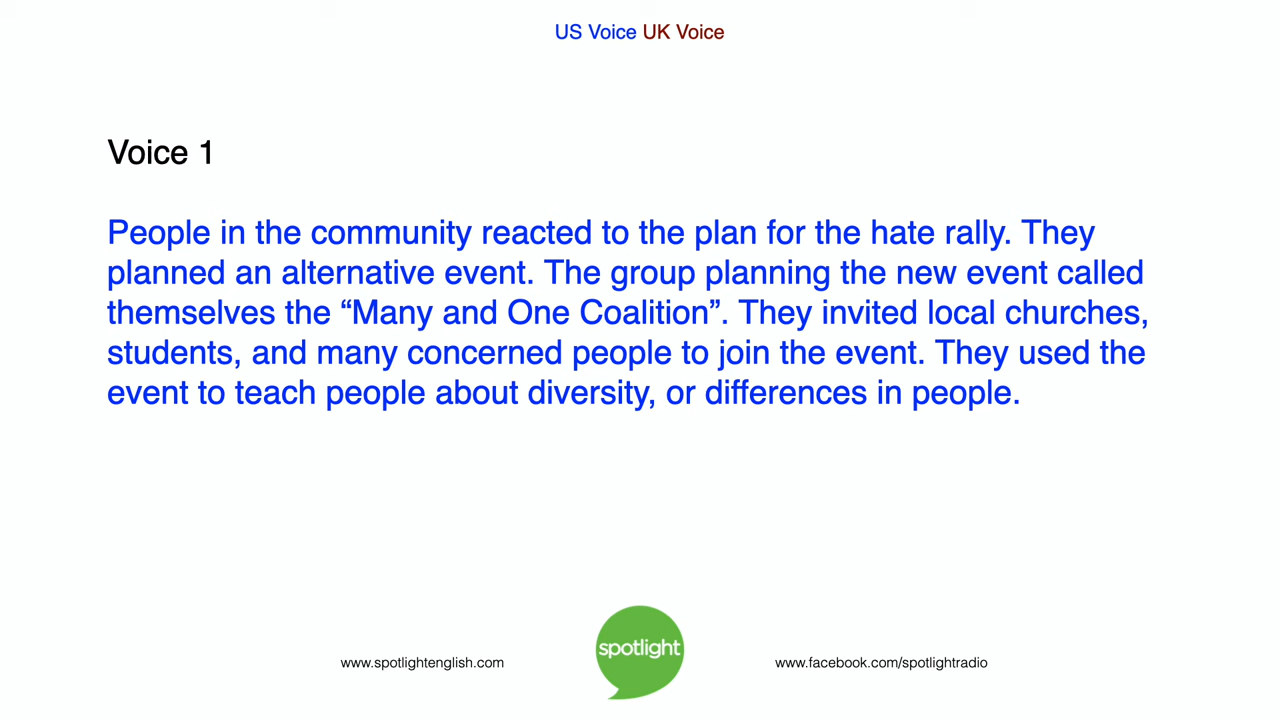 US Voice UK Voice
Voice 1
People in the community reacted to the plan for the hate rally. They
planned an alternative event. The group planning the new event called
themselves the “Many and One Coalition”. They invited local churches,
students, and many concerned people to join the event. They used the
event to teach people about diversity, or differences in people.
spotlight
www.spotlightenglish.com
www.facebook.com/spotlightradio